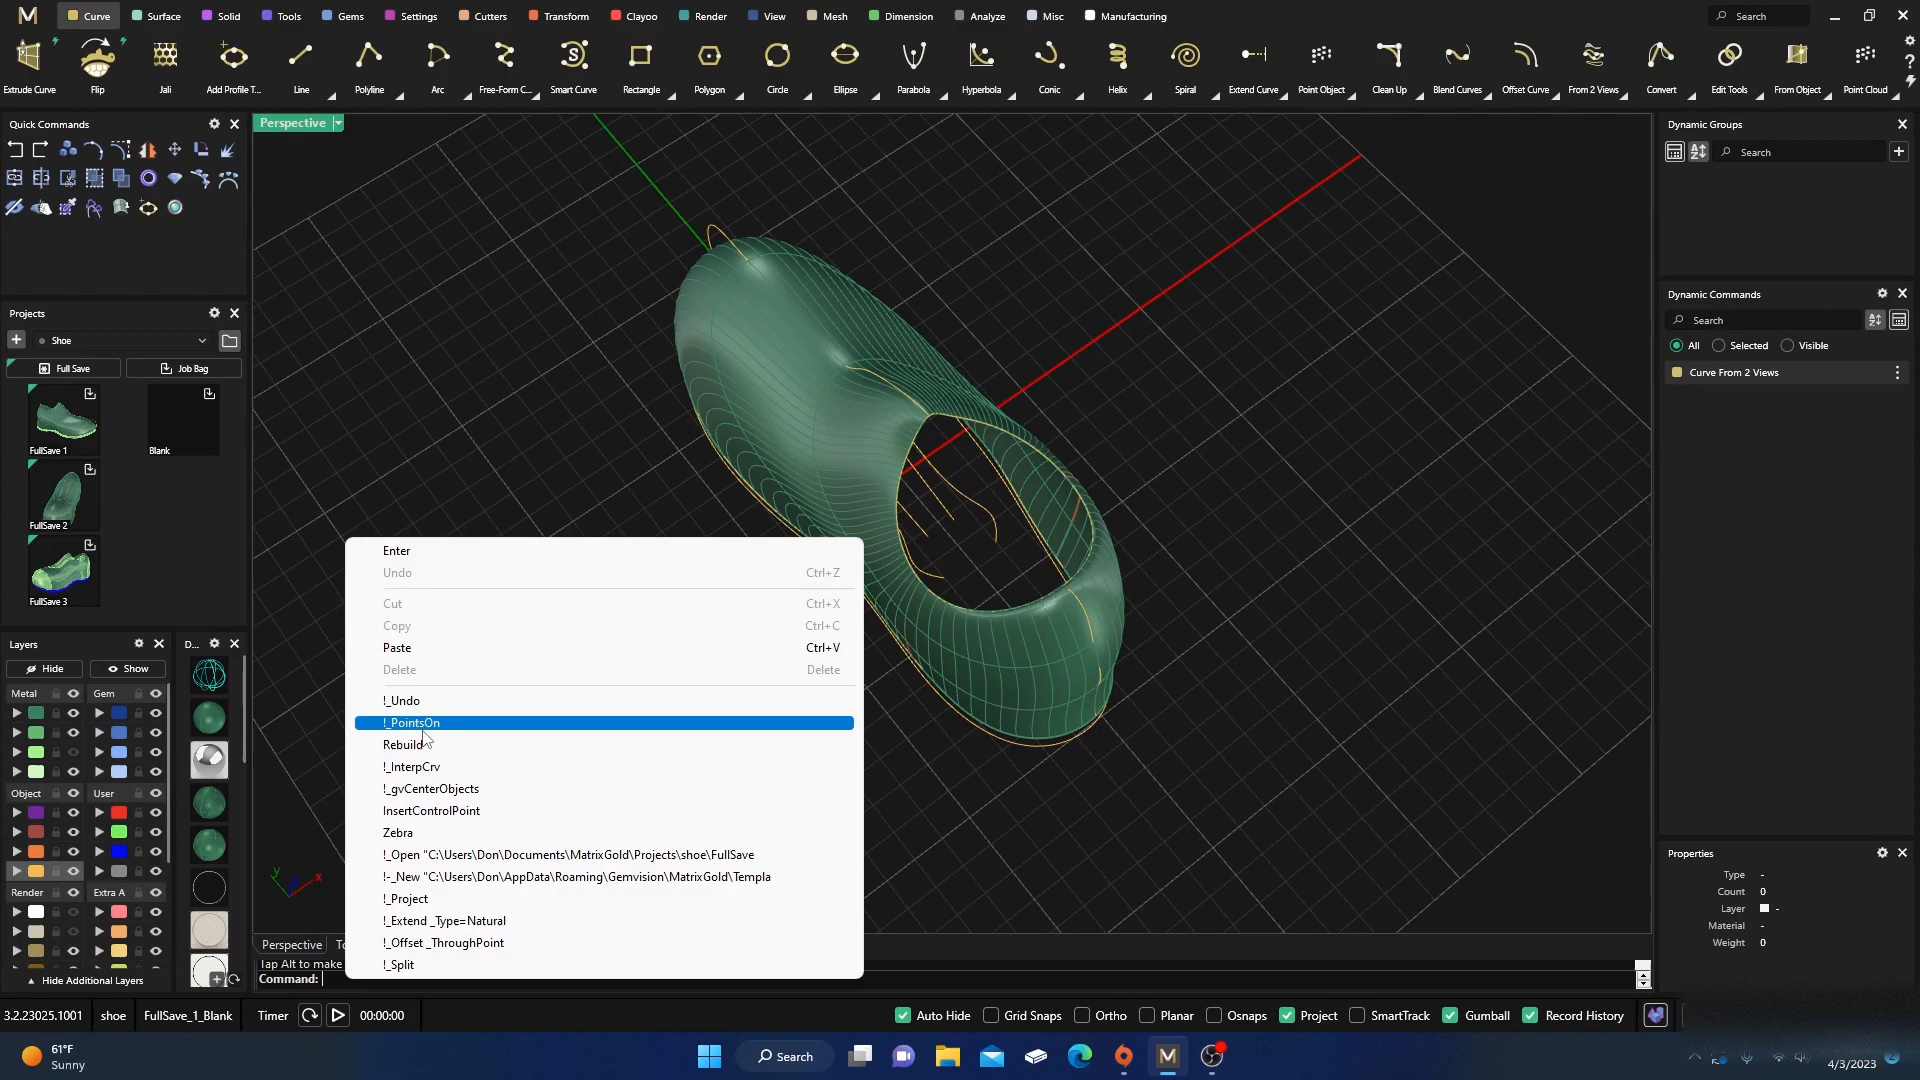 Curve Surface Solid Tools Gems Settings Cutters Transform Clayoo Render View Mesh Dimension Analyze Misc Manufacturing Search
Extrude Curve Flip Jali Add Profile T... Line Polyline Arc Free-Form C... Smart Curve Rectangle Polygon Circle Ellipse Parabola Hyperbola Conic Helix Spiral Extend Curve Point Object Clean Up Blend Curves Offset Curve From 2 Views Convert Edit Tools From Object Point Cloud
Quick Commands
Projects
Shoe
Full Save Job Bag
FullSave 1 Blank
FullSave 2
FullSave 3
Layers D...
Hide Show
Metal Gem
Object User
Render Extra A
Hide Additional Layers
Perspective
y x
Enter
Undo Ctrl+Z
Cut Ctrl+X
Copy Ctrl+C
Paste Ctrl+V
Delete Delete
!_Undo
!_PointsOn
Rebuild
!_InterpCrv
!_gvCenterObjects
InsertControlPoint
Zebra
!_Open "C:\Users\Don\Documents\MatrixGold\Projects\shoe\FullSave
!-_New "C:\Users\Don\AppData\Roaming\Gemvision\MatrixGold\Templa
!_Project
!_Extend _Type=Natural
!_Offset _ThroughPoint
!_Split
Perspective
Tap Alt to make
Command:
Dynamic Groups
Search
Dynamic Commands
Search
All Selected Visible
Curve From 2 Views
Properties
Type -
Count 0
Layer -
Material -
Weight 0
3.2.23025.1001 shoe FullSave_1_Blank Timer 00:00:00 Auto Hide Grid Snaps Ortho Planar Osnaps Project SmartTrack Gumball Record History
61°F
Sunny
Search
4/3/2023